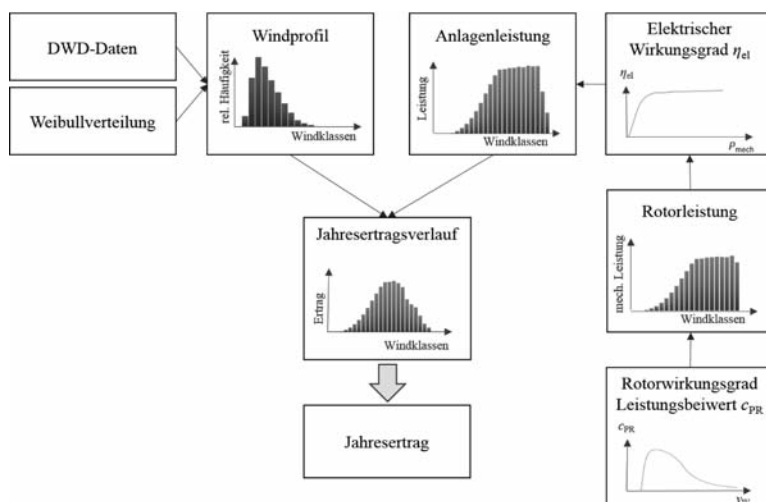 DWD-Daten
Weibullverteilung
Windprofil
rel. Häufigkeit
Windklassen
Anlagenleistung
Leistung
Windklassen
Elektrischer
Wirkungsgrad ηel
ηel
Pmech
Jahresertragsverlauf
Ertrag
Windklassen
Rotorleistung
mech. Leistung
Windklassen
Jahresertrag
Rotorwirkungsgrad
Leistungsbeiwert cPR
cPR